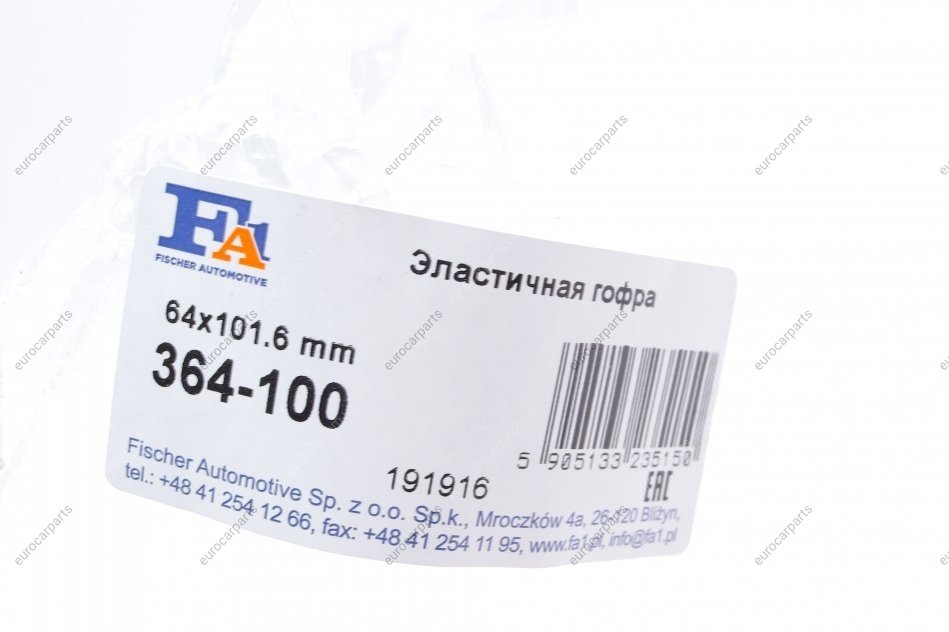 FA1
FISCHER AUTOMOTIVE
Эластичная гофра
64x101.6 mm
364-100
5 905133 235150
191916
EAC
Fischer Automotive Sp. z o.o. Sp.k., Mroczków 4a, 26-120 Bliżyn,
tel.: +48 41 254 12 66, fax: +48 41 254 11 95, www.fa1.pl, info@fa1.pl
eurocarparts